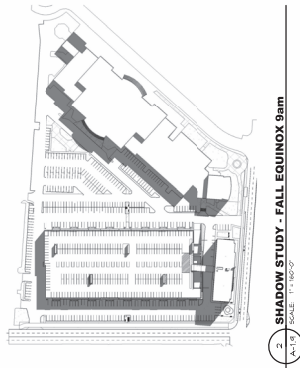 2
A-1.9
SHADOW STUDY - FALL EQUINOX 9am
SCALE: 1" = 160'-0"